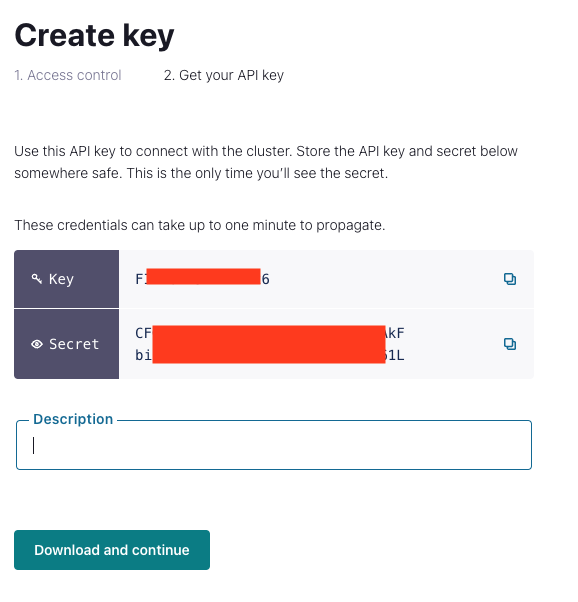 Create key
1. Access control 2. Get your API key
Use this API key to connect with the cluster. Store the API key and secret below
somewhere safe. This is the only time you’ll see the secret.
These credentials can take up to one minute to propagate.
Key 6
Secret CF kF
bi 1L
Description
Download and continue